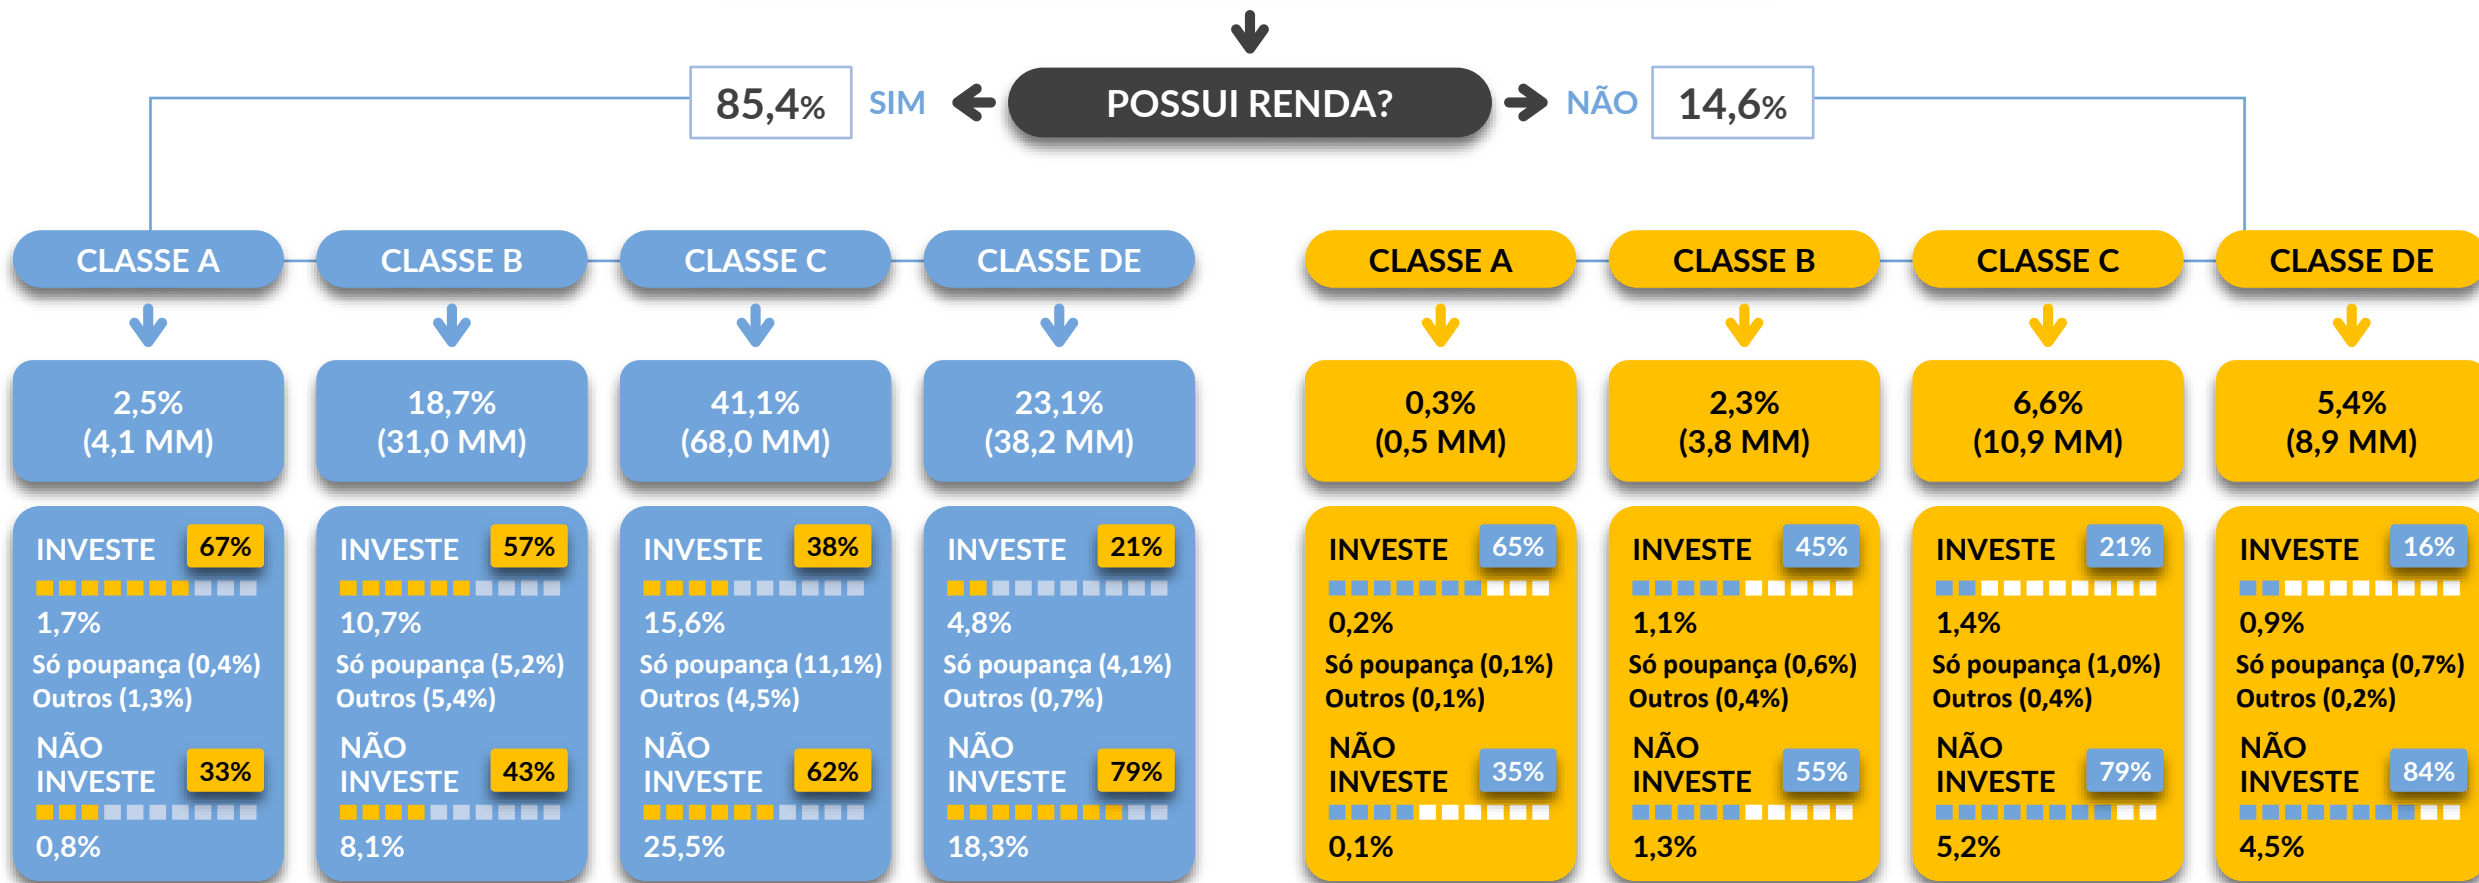 POSSUI RENDA?
85,4% SIM
NÃO 14,6%
CLASSE A
2,5%
(4,1 MM)
INVESTE 67%
1,7%
Só poupança (0,4%)
Outros (1,3%)
NÃO
INVESTE 33%
0,8%
CLASSE B
18,7%
(31,0 MM)
INVESTE 57%
10,7%
Só poupança (5,2%)
Outros (5,4%)
NÃO
INVESTE 43%
8,1%
CLASSE C
41,1%
(68,0 MM)
INVESTE 38%
15,6%
Só poupança (11,1%)
Outros (4,5%)
NÃO
INVESTE 62%
25,5%
CLASSE DE
23,1%
(38,2 MM)
INVESTE 21%
4,8%
Só poupança (4,1%)
Outros (0,7%)
NÃO
INVESTE 79%
18,3%
CLASSE A
0,3%
(0,5 MM)
INVESTE 65%
0,2%
Só poupança (0,1%)
Outros (0,1%)
NÃO
INVESTE 35%
0,1%
CLASSE B
2,3%
(3,8 MM)
INVESTE 45%
1,1%
Só poupança (0,6%)
Outros (0,4%)
NÃO
INVESTE 55%
1,3%
CLASSE C
6,6%
(10,9 MM)
INVESTE 21%
1,4%
Só poupança (1,0%)
Outros (0,4%)
NÃO
INVESTE 79%
5,2%
CLASSE DE
5,4%
(8,9 MM)
INVESTE 16%
0,9%
Só poupança (0,7%)
Outros (0,2%)
NÃO
INVESTE 84%
4,5%